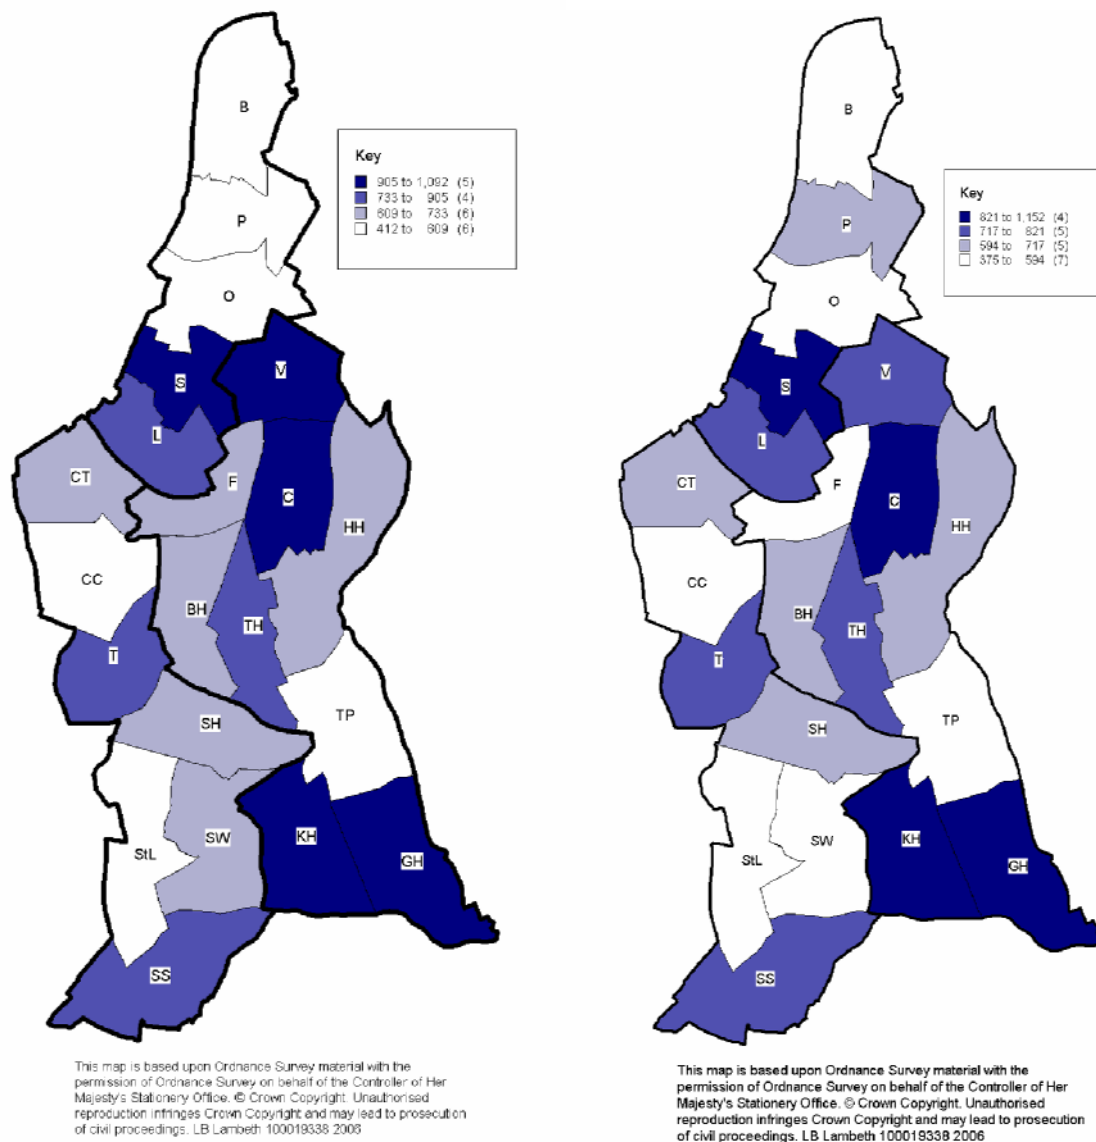 B
P
O
S
V
L
CT
F
C
HH
CC
BH
TH
T
SH
TP
StL
SW
KH
GH
SS
Key
905 to 1,092 (5)
733 to 905 (4)
609 to 733 (6)
412 to 609 (6)
This map is based upon Ordnance Survey material with the
permission of Ordnance Survey on behalf of the Controller of Her
Majesty's Stationery Office. © Crown Copyright. Unauthorised
reproduction infringes Crown Copyright and may lead to prosecution
of civil proceedings. LB Lambeth 100019338 2006
B
P
O
S
V
L
CT
F
C
HH
CC
BH
TH
T
SH
TP
StL
SW
KH
GH
SS
Key
821 to 1,152 (4)
717 to 821 (5)
594 to 717 (5)
375 to 594 (7)
This map is based upon Ordnance Survey material with the
permission of Ordnance Survey on behalf of the Controller of Her
Majesty's Stationery Office. © Crown Copyright. Unauthorised
reproduction infringes Crown Copyright and may lead to prosecution
of civil proceedings. LB Lambeth 100019338 2006